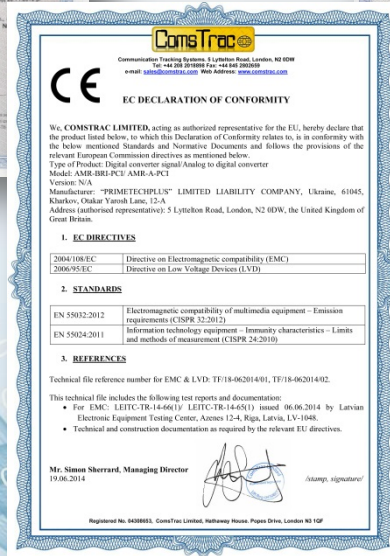 ComsTrac
Communication Tracking Systems. 5 Lyttelton Road, London, N2 0DW
Tel: +44 208 2018998 Fax: +44 845 2802659
e-mail: sales@comstrac.com Web Address: www.comstrac.com
CE
EC DECLARATION OF CONFORMITY
We, COMSTRAC LIMITED, acting as authorized representative for the EU, hereby declare that
the product listed below, to which this Declaration of Conformity relates to, is in conformity with
the below mentioned Standards and Normative Documents and follows the provisions of the
relevant European Commission directives as mentioned below.
Type of Product: Digital converter signal/Analog to digital converter
Model: AMR-BRI-PCI/ AMR-A-PCI
Version: N/A
Manufacturer: "PRIMETECHPLUS" LIMITED LIABILITY COMPANY, Ukraine, 61045,
Kharkov, Otakar Yarosh Lane, 12-A
Address (authorised representative): 5 Lyttelton Road, London, N2 0DW, the United Kingdom of
Great Britain.
1. EC DIRECTIVES
2004/108/EC Directive on Electromagnetic compatibility (EMC)
2006/95/EC Directive on Low Voltage Devices (LVD)
2. STANDARDS
EN 55032:2012 Electromagnetic compatibility of multimedia equipment – Emission
requirements (CISPR 32:2012)
EN 55024:2011 Information technology equipment – Immunity characteristics – Limits
and methods of measurement (CISPR 24:2010)
3. REFERENCES
Technical file reference number for EMC & LVD: TF/18-062014/01, TF/18-062014/02.
This technical file includes the following test reports and documentation:
• For EMC: LEITC-TR-14-66(1)/ LEITC-TR-14-65(1) issued 06.06.2014 by Latvian
Electronic Equipment Testing Center, Azenes 12-4, Riga, Latvia, LV-1048.
• Technical and construction documentation as required by the relevant EU directives.
Mr. Simon Sherrard, Managing Director
19.06.2014
/stamp, signature/
Registered No. 04308653, ComsTrac Limited, Hathaway House. Popes Drive, London N3 1QF